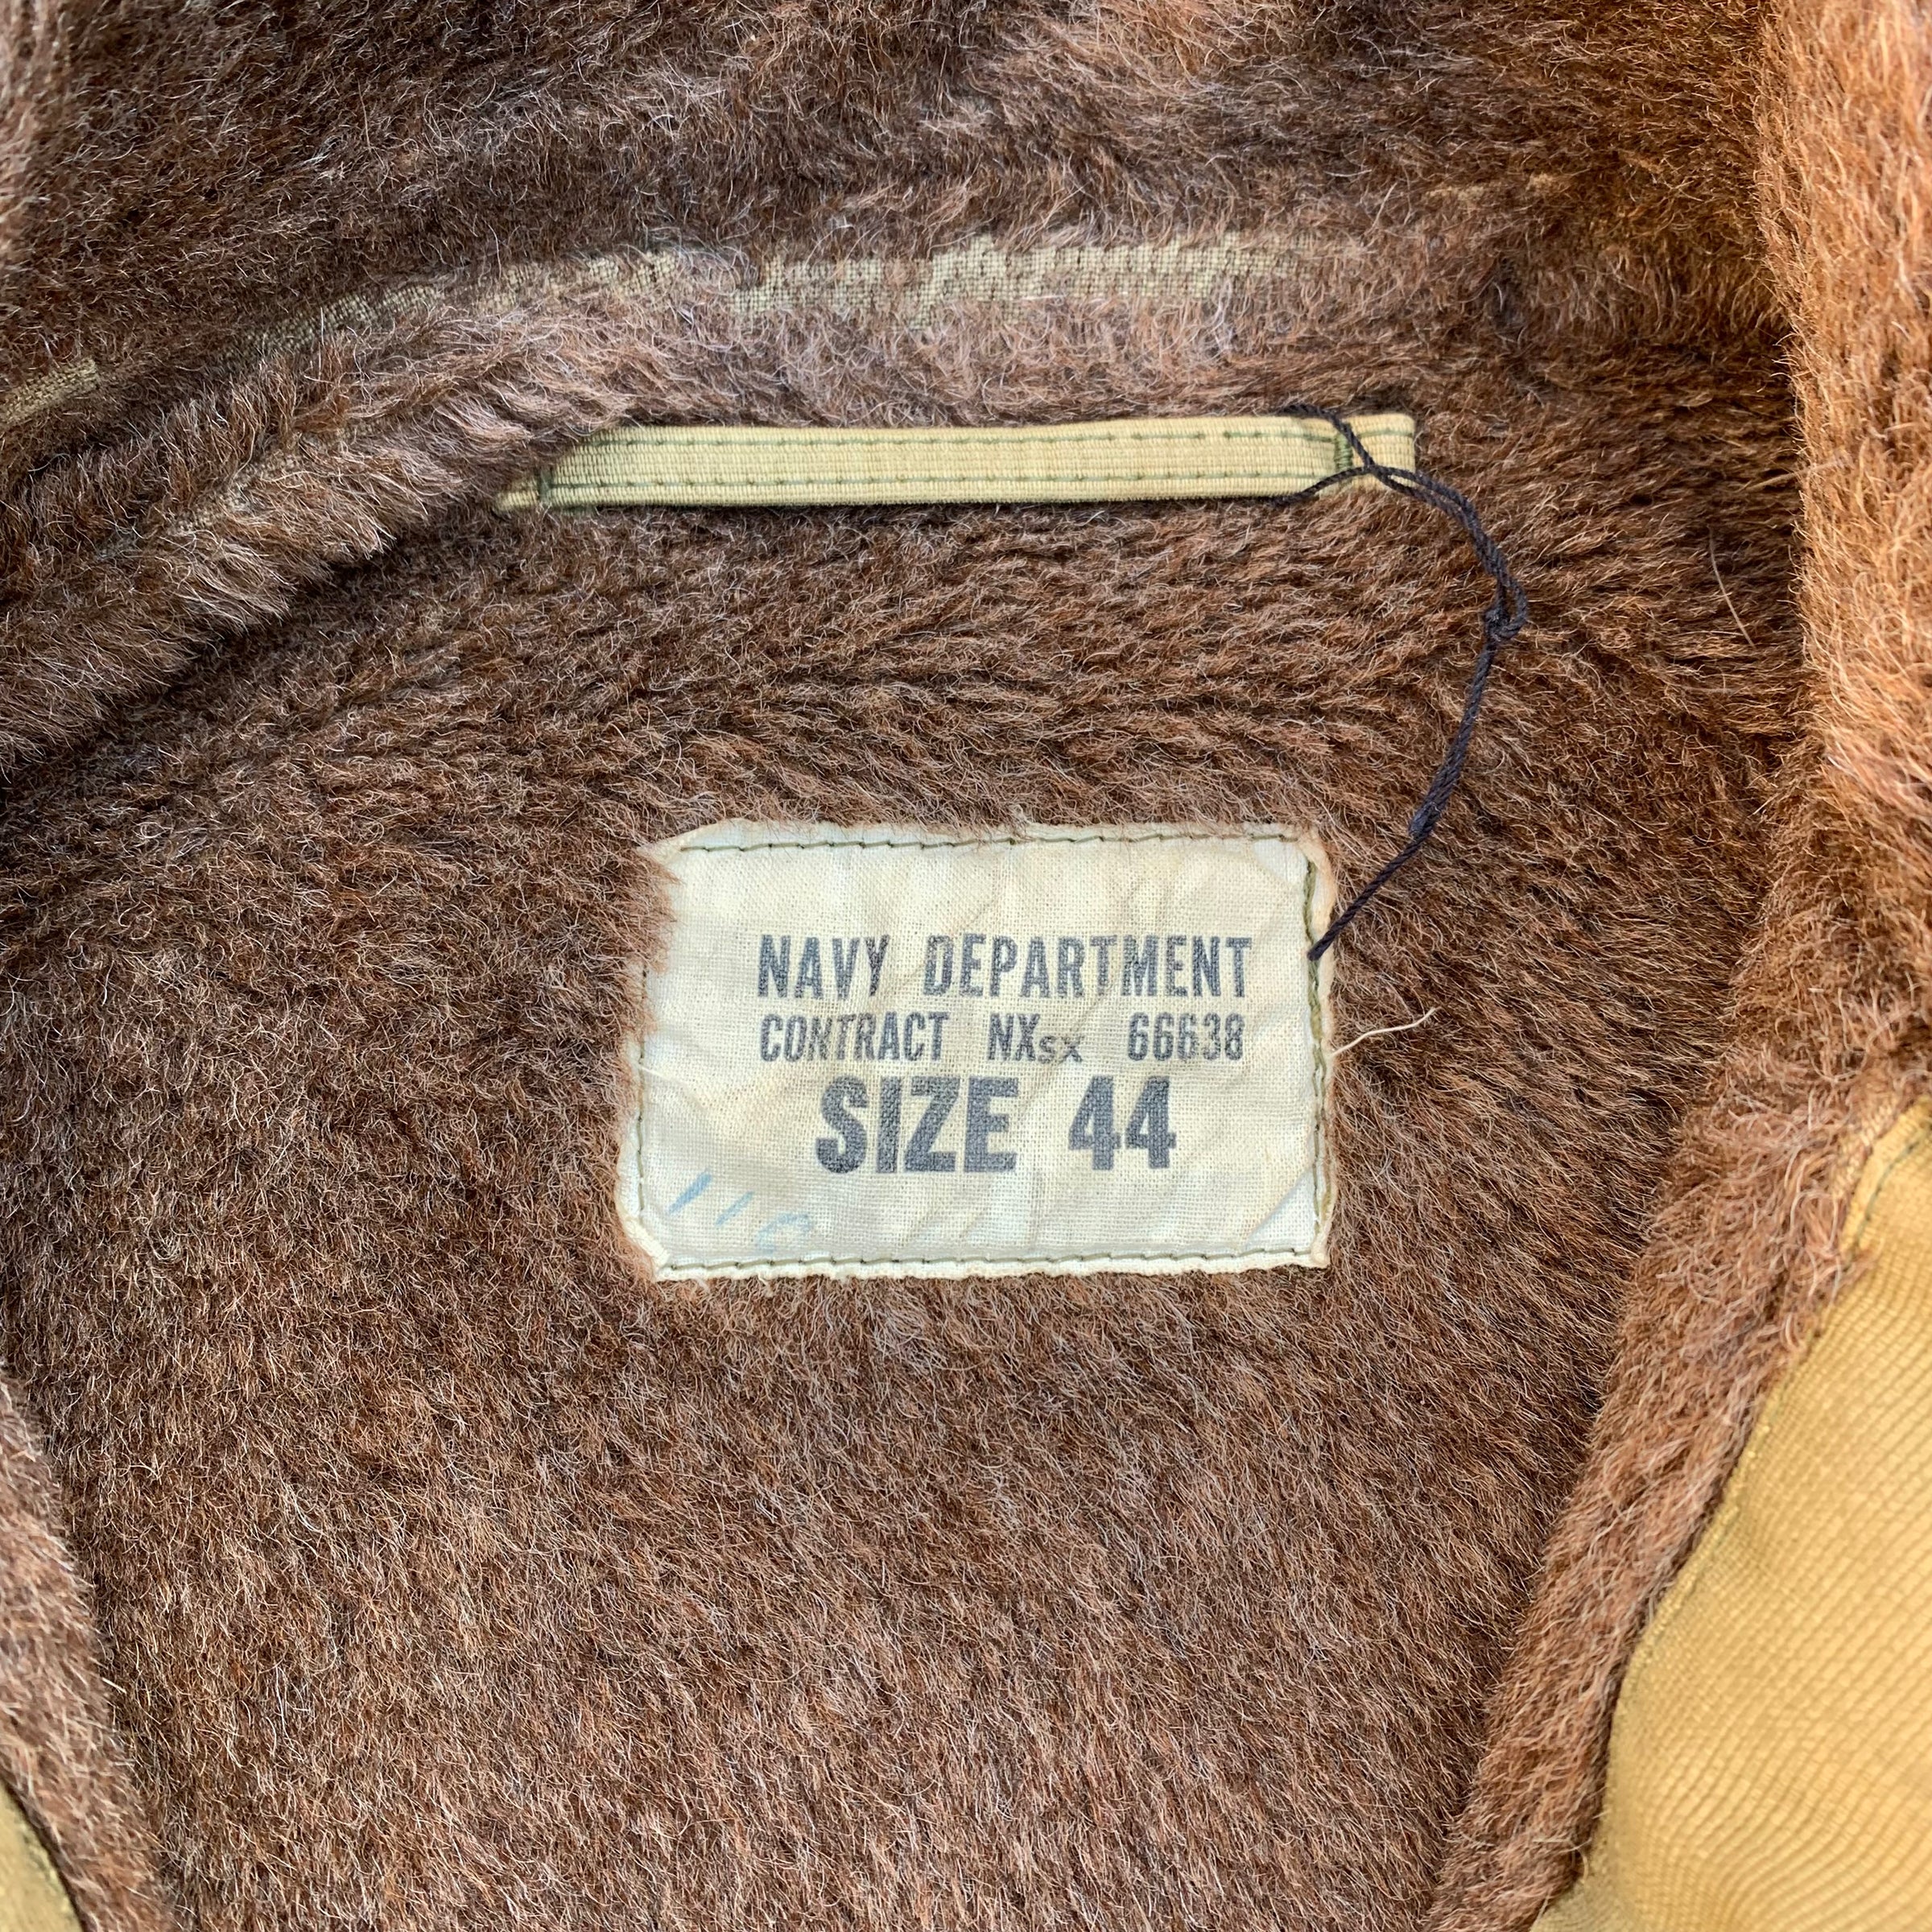 NAVY DEPARTMENT
CONTRACT NXsx 66638
SIZE 44